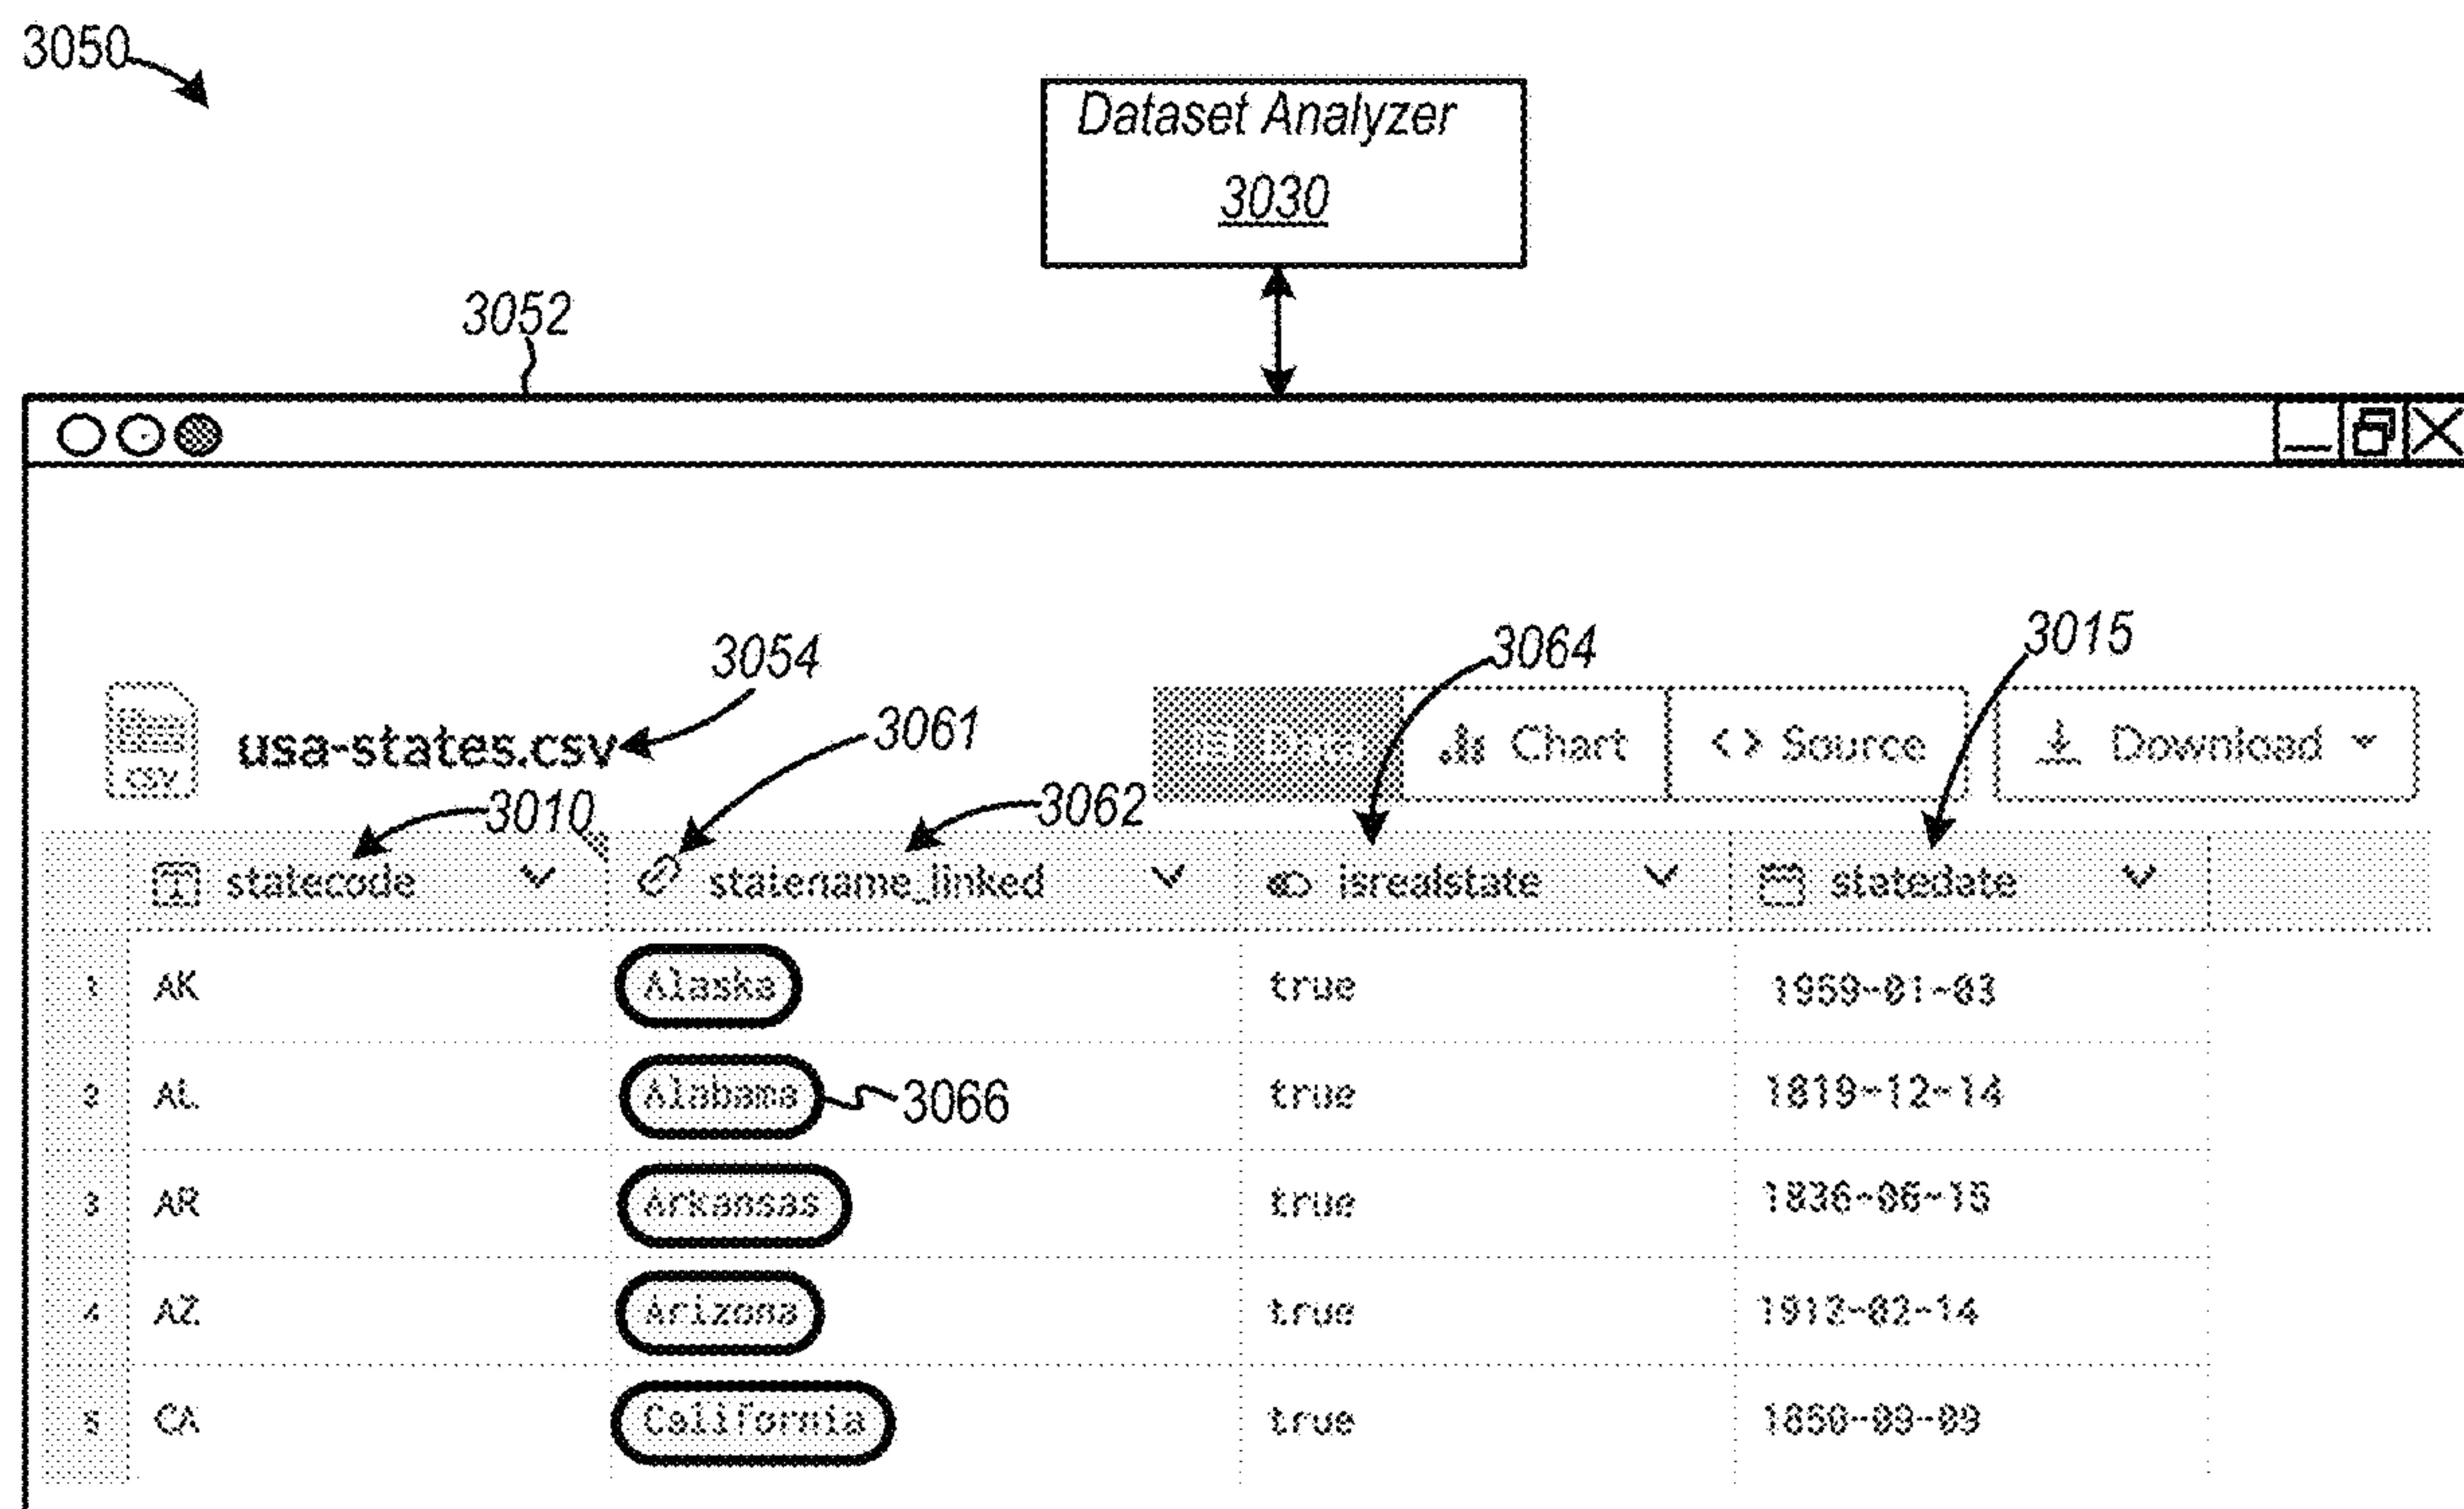 3050
Dataset Analyzer
3030
3052
3054
3064
3015
3061
usa-states.csv
Chart
< > Source
Download
csv
3010
3062
statecode
statename_linked
isrealstate
statedate
1 AK Alaska true 1959-01-03
2 AL Alabama true 1819-12-14
3066
3 AR Arkansas true 1836-06-15
4 AZ Arizona true 1912-02-14
5 CA California true 1850-09-09